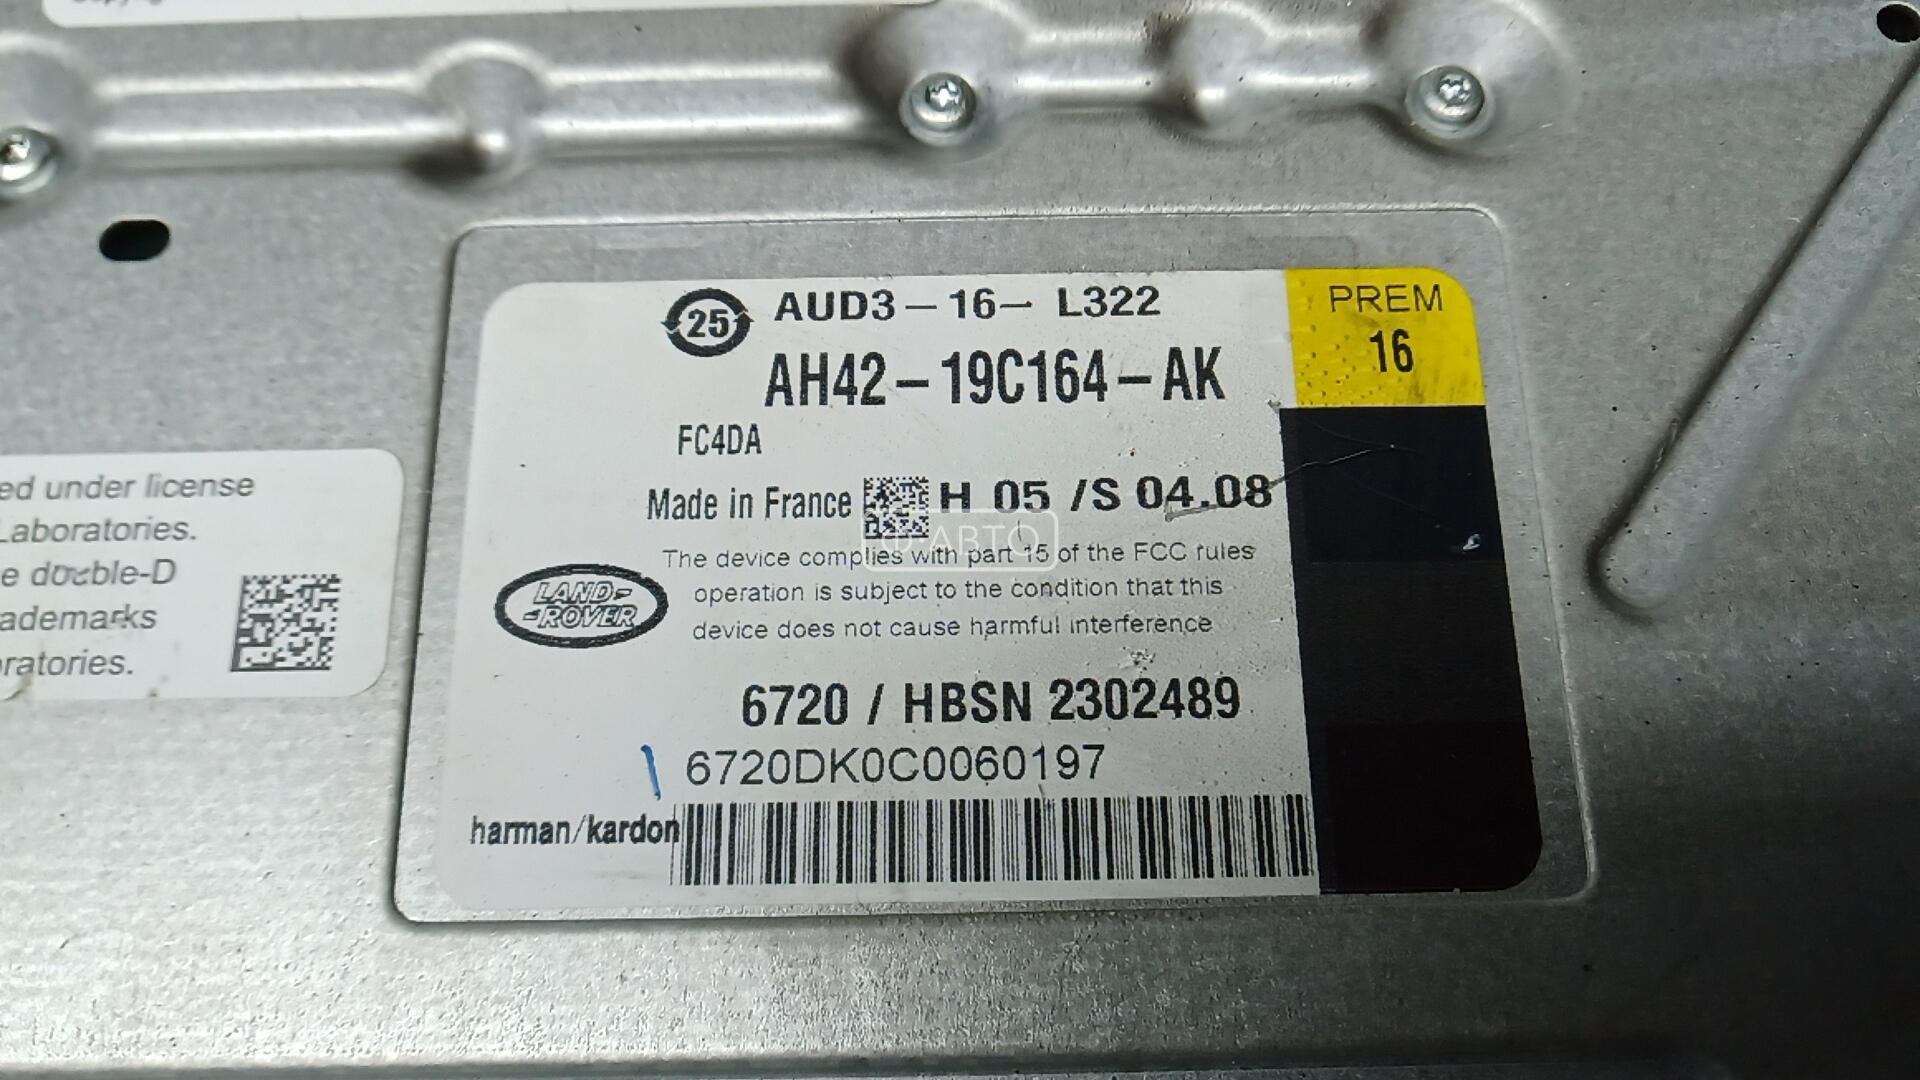 25
AUD3-16- L322
PREM
16
AH42-19C164-AK
FC4DA
Made in France H 05 /S 04.08
The device complies with part 15 of the FCC rules
operation is subject to the condition that this
device does not cause harmful interference
LAND-
-ROVER
6720 / HBSN 2302489
6720DK0C0060197
harman/kardon
ed under license
Laboratories.
e double-D
ademarks
oratories.
АВТО